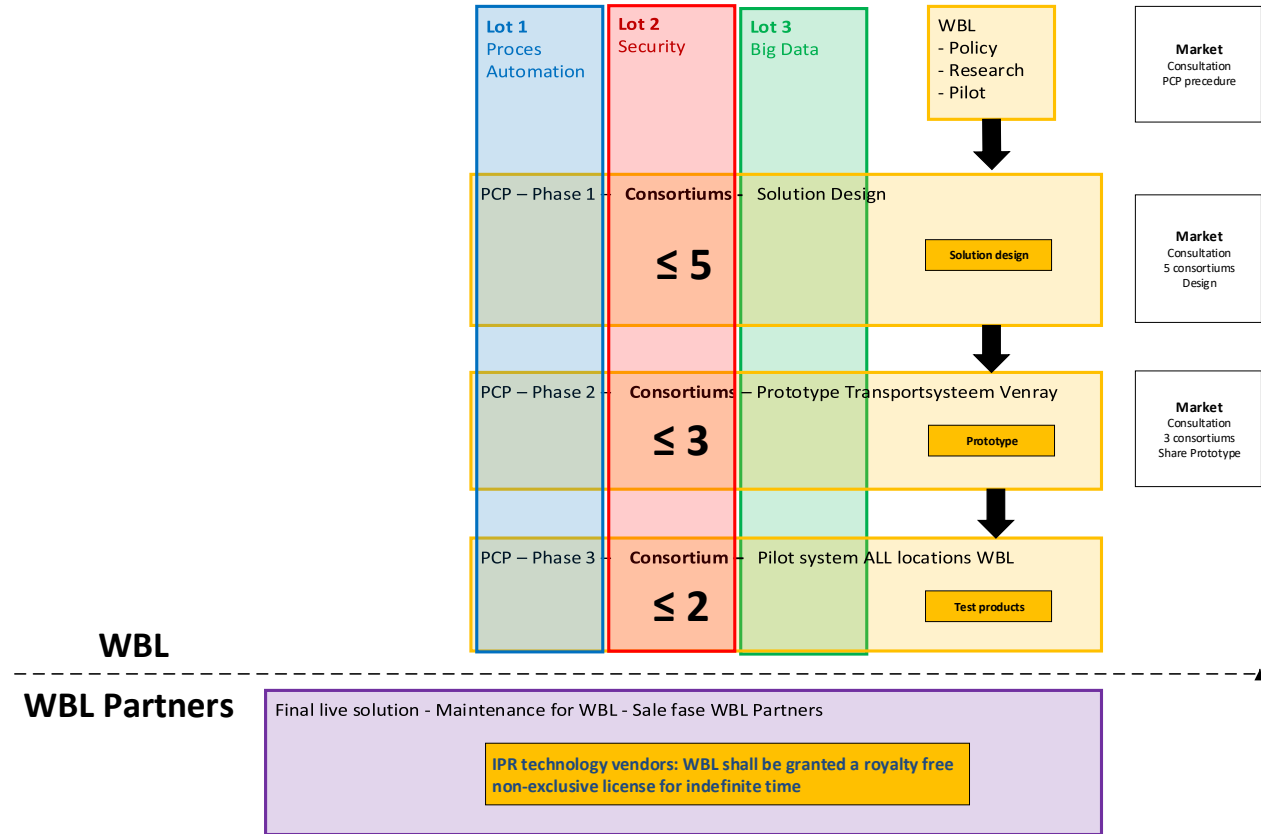 Lot 1
Proces
Automation
Lot 2
Security
Lot 3
Big Data
WBL
- Policy
- Research
- Pilot
Market
Consultation
PCP precedure
PCP – Phase 1 – Consortiums - Solution Design
≤ 5
Solution design
Market
Consultation
5 consortiums
Design
PCP – Phase 2 – Consortiums – Prototype Transportsysteem Venray
≤ 3
Prototype
Market
Consultation
3 consortiums
Share Prototype
PCP – Phase 3 – Consortium – Pilot system ALL locations WBL
≤ 2
Test products
WBL
WBL Partners
Final live solution - Maintenance for WBL - Sale fase WBL Partners
IPR technology vendors: WBL shall be granted a royalty free
non-exclusive license for indefinite time